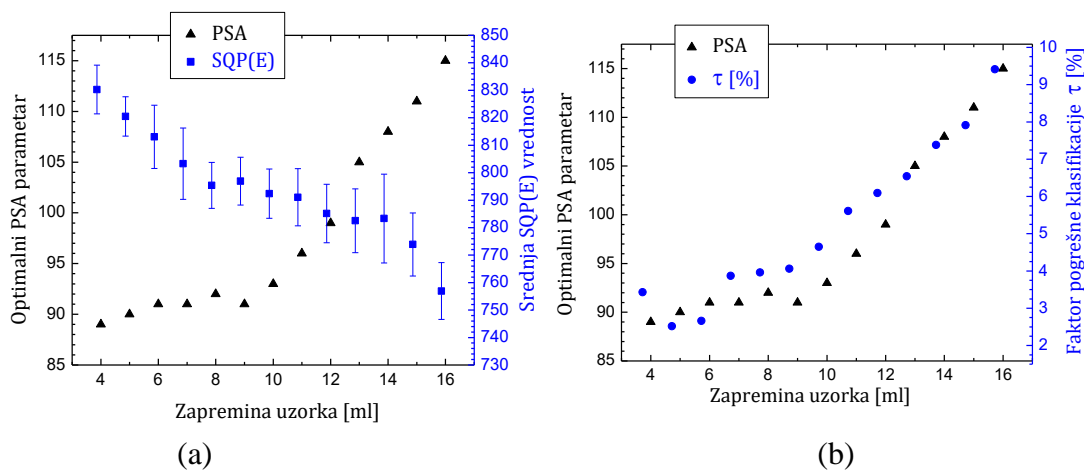 PSA
SQP(E)
115
110
105
100
95
90
85
Optimalni PSA parametar
4 6 8 10 12 14 16
Zapremina uzorka [ml]
850
840
830
820
810
800
790
780
770
760
750
740
730
Srednja SQP(E) vrednost
(a)
PSA
τ [%]
115
110
105
100
95
90
85
Optimalni PSA parametar
4 6 8 10 12 14 16
Zapremina uzorka [ml]
10
9
8
7
6
5
4
3
2
Faktor pogrešne klasifikacije τ [%]
(b)